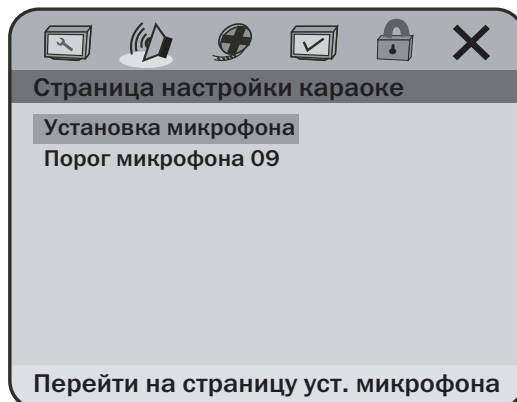 Страница настройки караоке
Установка микрофона
Порог микрофона 09
Перейти на страницу уст. микрофона